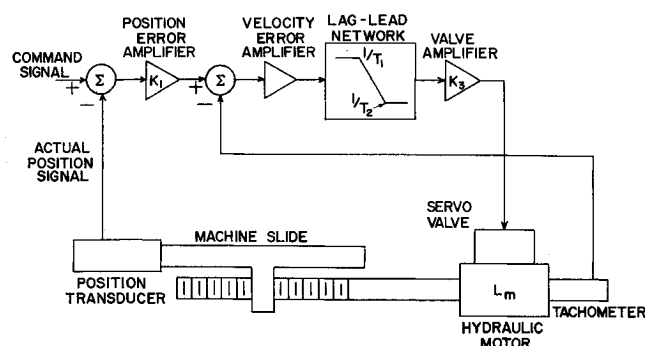 POSITION
ERROR
AMPLIFIER
VELOCITY
ERROR
AMPLIFIER
LAG-LEAD
NETWORK
VALVE
AMPLIFIER
COMMAND
SIGNAL
+
Σ
−
K₁
+
Σ
−
1/T₁
1/T₂
K₃
ACTUAL
POSITION
SIGNAL
SERVO
VALVE
MACHINE SLIDE
POSITION
TRANSDUCER
Lm
TACHOMETER
HYDRAULIC
MOTOR